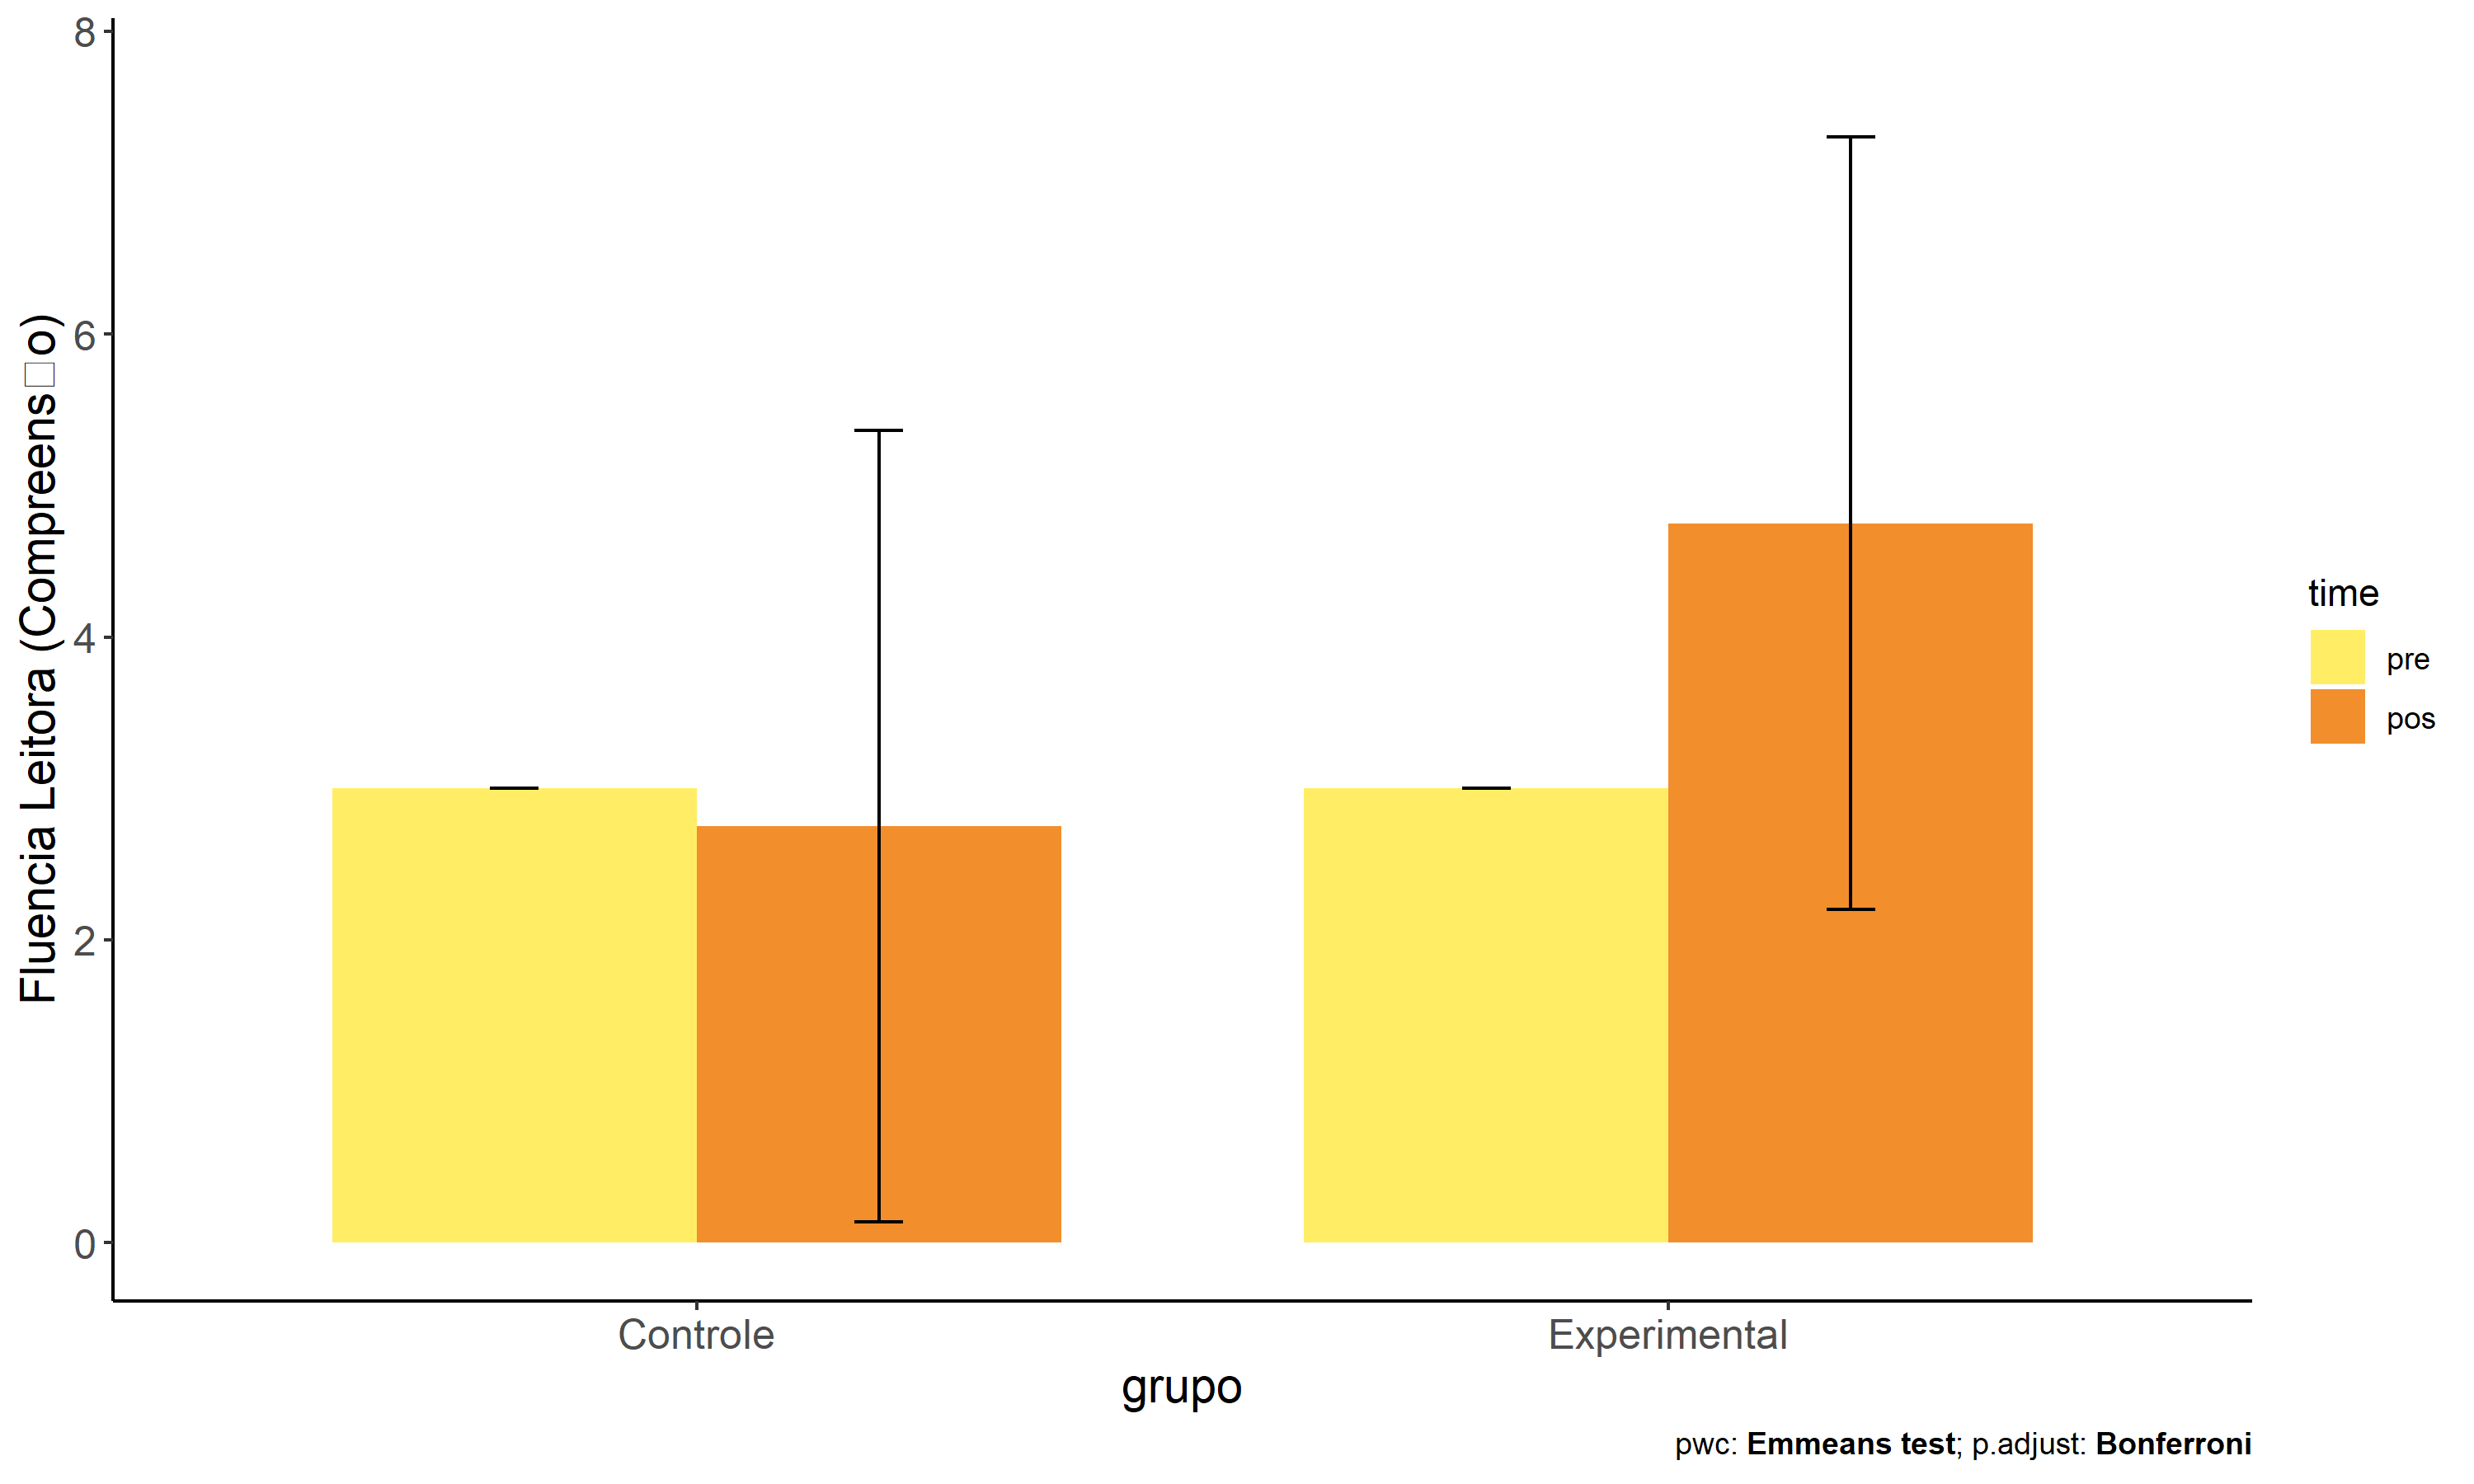 Fluencia Leitora (Compreens□o)
8
6
4
2
0
Controle
Experimental
grupo
time
pre
pos
pwc: Emmeans test; p.adjust: Bonferroni